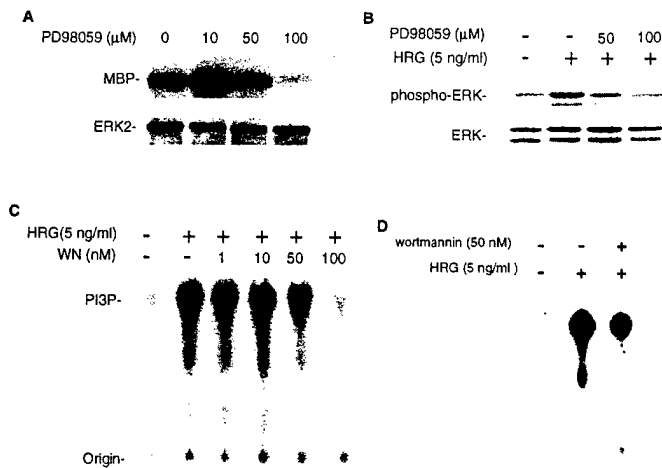 A
PD98059 (μM) 0 10 50 100
MBP-
ERK2-
B
PD98059 (μM) - - 50 100
HRG (5 ng/ml) - + + +
phospho-ERK-
ERK-
C
HRG(5 ng/ml) - + + + + +
WN (nM) - - 1 10 50 100
PI3P-
Origin-
D
wortmannin (50 nM) - - +
HRG (5 ng/ml ) - + +